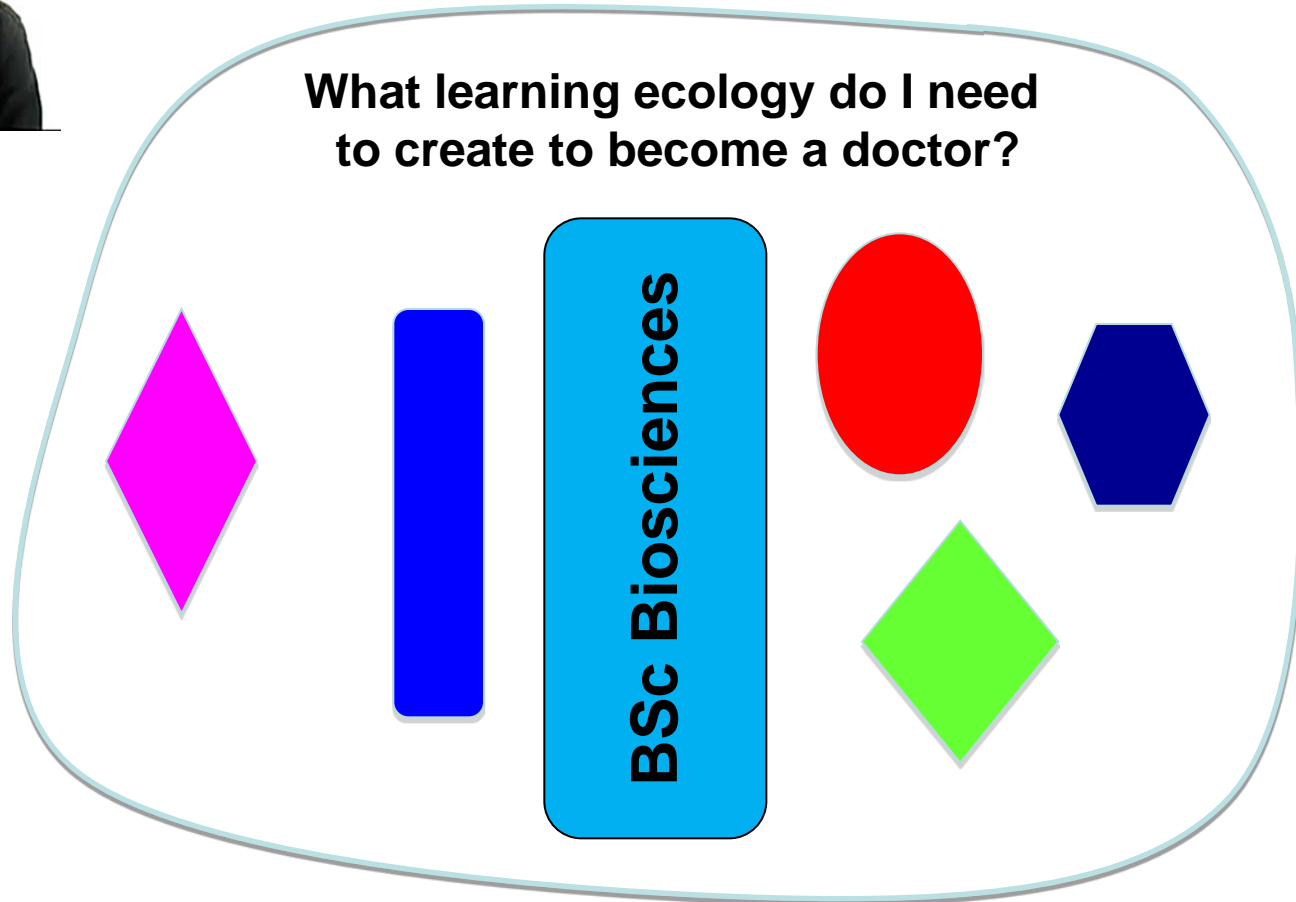 What learning ecology do I need
to create to become a doctor?
BSc Biosciences